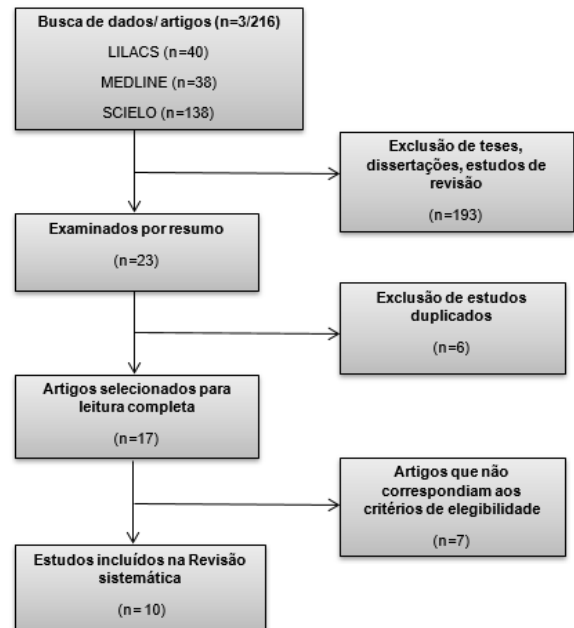 Busca de dados/ artigos (n=3/216)
LILACS (n=40)
MEDLINE (n=38)
SCIELO (n=138)
Exclusão de teses,
dissertações, estudos de
revisão
(n=193)
Examinados por resumo
(n=23)
Exclusão de estudos
duplicados
(n=6)
Artigos selecionados para
leitura completa
(n=17)
Artigos que não
correspondiam aos
critérios de elegibilidade
(n=7)
Estudos incluídos na Revisão
sistemática
(n= 10)